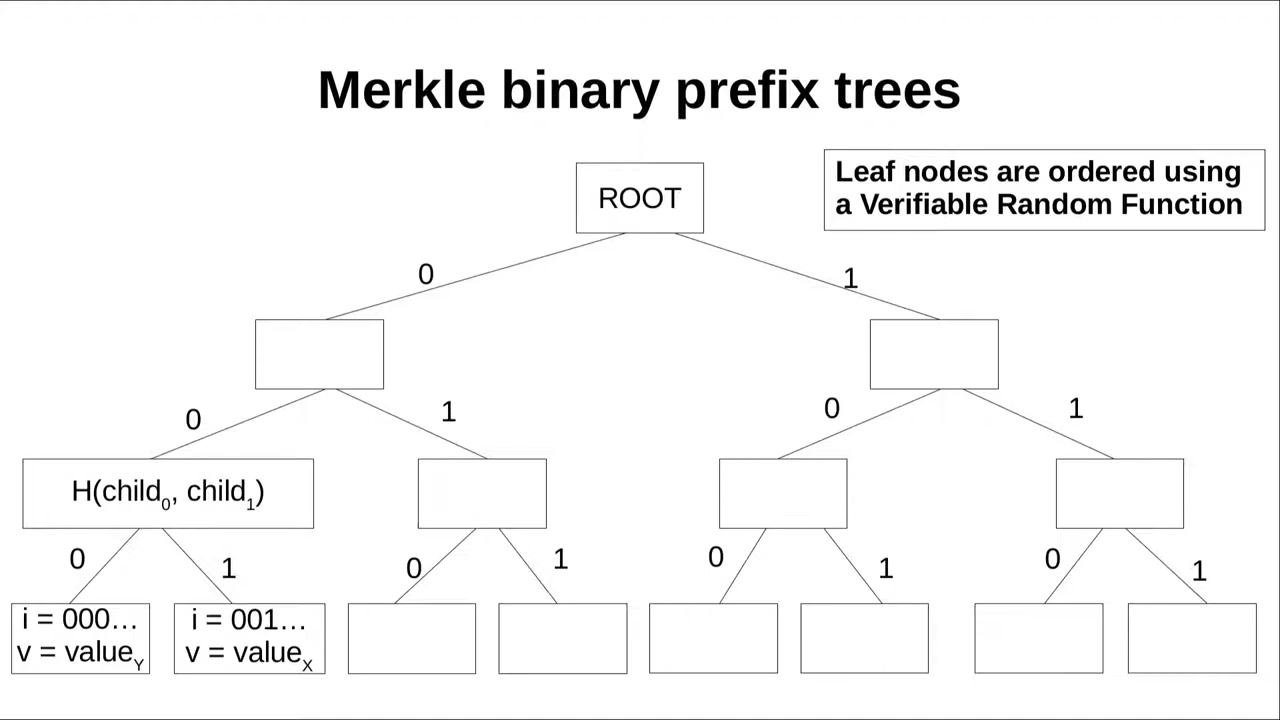 Merkle binary prefix trees
Leaf nodes are ordered using
a Verifiable Random Function
ROOT
0
1
0
1
0
1
H(child₀, child₁)
0
1
0
1
0
1
0
1
i = 000…
v = valueY
i = 001…
v = valueX